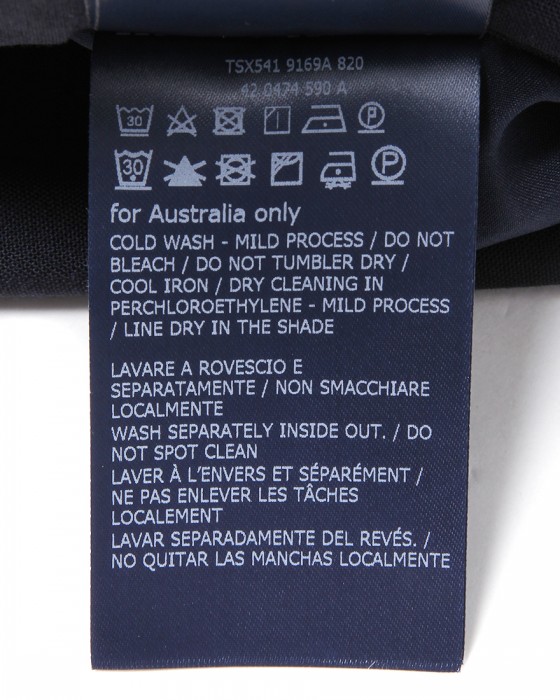 TSX541 9169A 820
42 0474 590 A
30 P
30 P
for Australia only
COLD WASH - MILD PROCESS / DO NOT
BLEACH / DO NOT TUMBLER DRY /
COOL IRON / DRY CLEANING IN
PERCHLOROETHYLENE - MILD PROCESS
/ LINE DRY IN THE SHADE
LAVARE A ROVESCIO E
SEPARATAMENTE / NON SMACCHIARE
LOCALMENTE
WASH SEPARATELY INSIDE OUT. / DO
NOT SPOT CLEAN
LAVER À L'ENVERS ET SÉPARÉMENT /
NE PAS ENLEVER LES TÂCHES
LOCALEMENT
LAVAR SEPARADAMENTE DEL REVÉS. /
NO QUITAR LAS MANCHAS LOCALMENTE